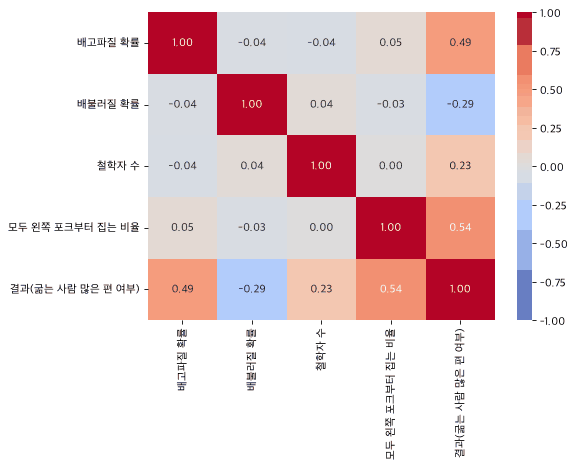 배고파질 확률 1.00 -0.04 -0.04 0.05 0.49
배불러질 확률 -0.04 1.00 0.04 -0.03 -0.29
철학자 수 -0.04 0.04 1.00 0.00 0.23
모두 왼쪽 포크부터 집는 비율 0.05 -0.03 0.00 1.00 0.54
결과(굶는 사람 많은 편 여부) 0.49 -0.29 0.23 0.54 1.00
배고파질 확률
배불러질 확률
철학자 수
모두 왼쪽 포크부터 집는 비율
결과(굶는 사람 많은 편 여부)
1.00
0.75
0.50
0.25
0.00
-0.25
-0.50
-0.75
-1.00